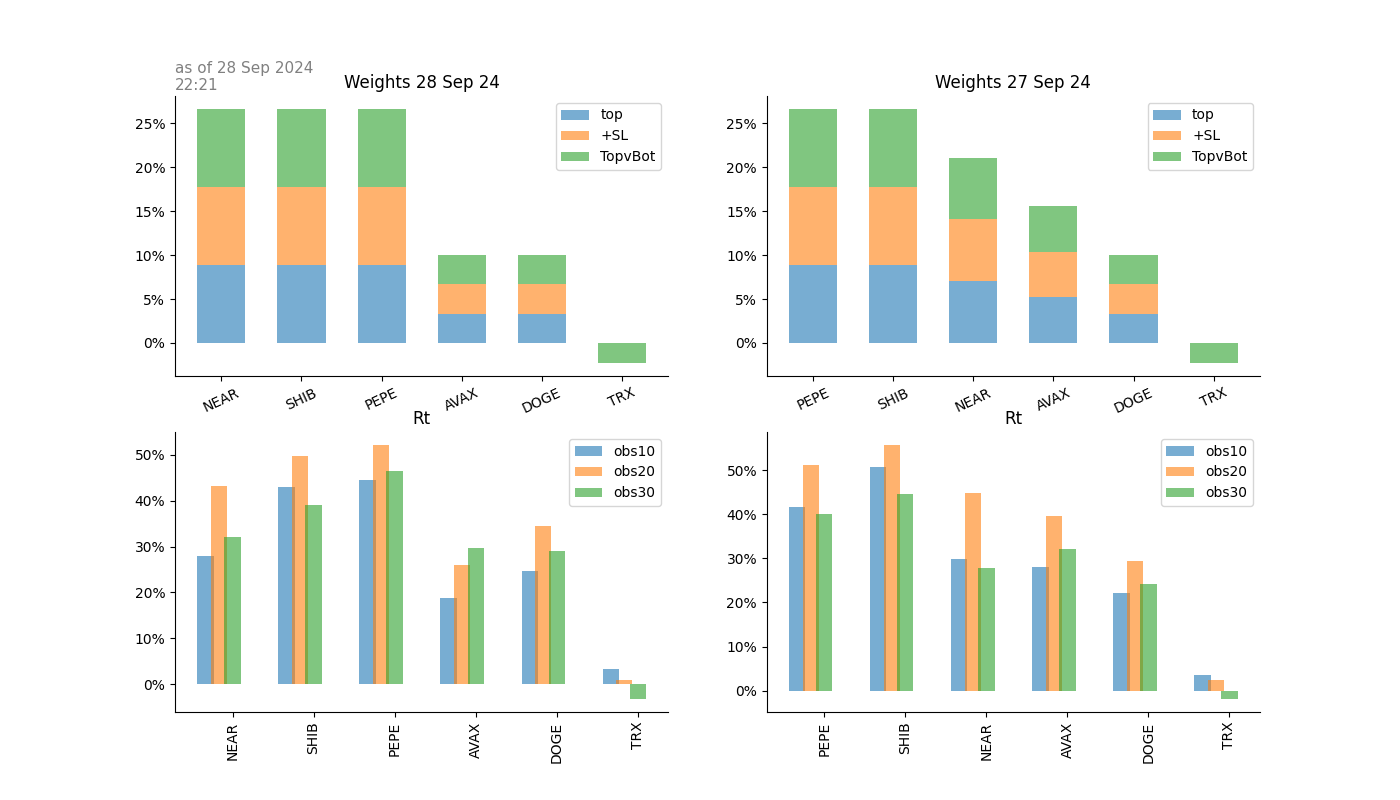 as of 28 Sep 2024
22:21
Weights 28 Sep 24
25%
20%
15%
10%
5%
0%
top
+SL
TopvBot
NEAR
SHIB
PEPE
AVAX
DOGE
TRX
Weights 27 Sep 24
25%
20%
15%
10%
5%
0%
top
+SL
TopvBot
PEPE
SHIB
NEAR
AVAX
DOGE
TRX
Rt
50%
40%
30%
20%
10%
0%
obs10
obs20
obs30
NEAR
SHIB
PEPE
AVAX
DOGE
TRX
Rt
50%
40%
30%
20%
10%
0%
obs10
obs20
obs30
PEPE
SHIB
NEAR
AVAX
DOGE
TRX